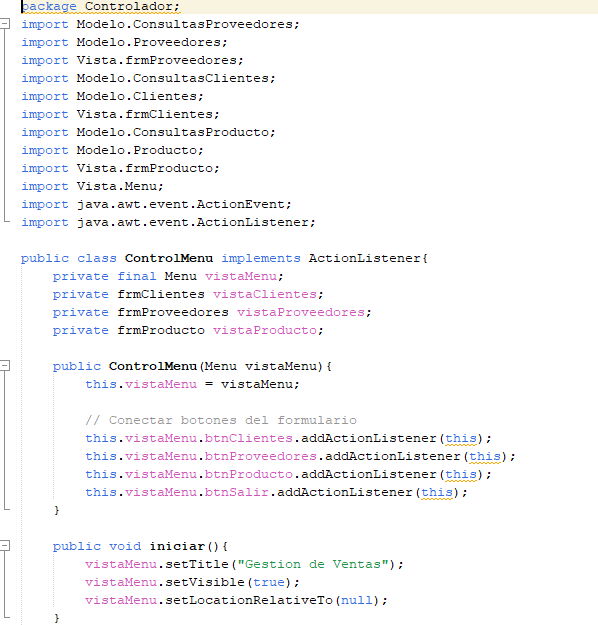 package Controlador;
import Modelo.ConsultasProveedores;
import Modelo.Proveedores;
import Vista.frmProveedores;
import Modelo.ConsultasClientes;
import Modelo.Clientes;
import Vista.frmClientes;
import Modelo.ConsultasProducto;
import Modelo.Producto;
import Vista.frmProducto;
import Vista.Menu;
import java.awt.event.ActionEvent;
import java.awt.event.ActionListener;

public class ControlMenu implements ActionListener{
    private final Menu vistaMenu;
    private frmClientes vistaClientes;
    private frmProveedores vistaProveedores;
    private frmProducto vistaProducto;

    public ControlMenu(Menu vistaMenu){
        this.vistaMenu = vistaMenu;

        // Conectar botones del formulario
        this.vistaMenu.btnClientes.addActionListener(this);
        this.vistaMenu.btnProveedores.addActionListener(this);
        this.vistaMenu.btnProducto.addActionListener(this);
        this.vistaMenu.btnSalir.addActionListener(this);
    }

    public void iniciar(){
        vistaMenu.setTitle("Gestion de Ventas");
        vistaMenu.setVisible(true);
        vistaMenu.setLocationRelativeTo(null);
    }